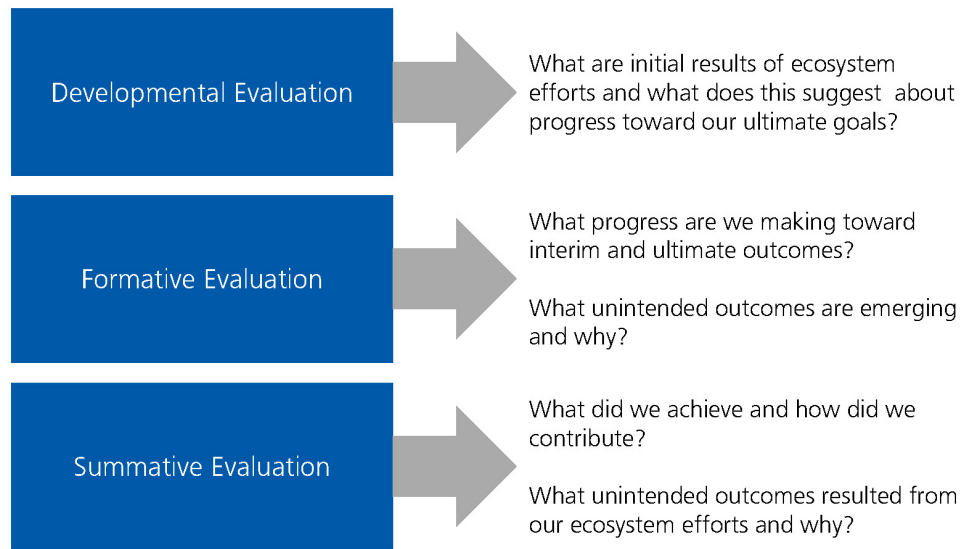 Developmental Evaluation
What are initial results of ecosystem
efforts and what does this suggest  about
progress toward our ultimate goals?
Formative Evaluation
What progress are we making toward
interim and ultimate outcomes?
What unintended outcomes are emerging
and why?
Summative Evaluation
What did we achieve and how did we
contribute?
What unintended outcomes resulted from
our ecosystem efforts and why?